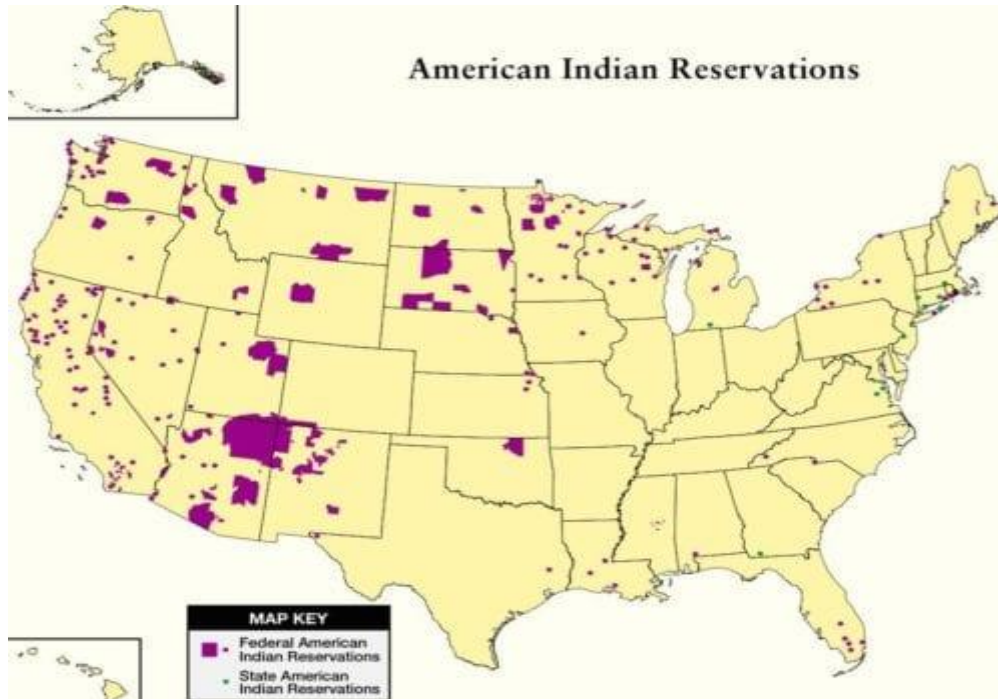 American Indian Reservations
MAP KEY
Federal American
Indian Reservations
State American
Indian Reservations